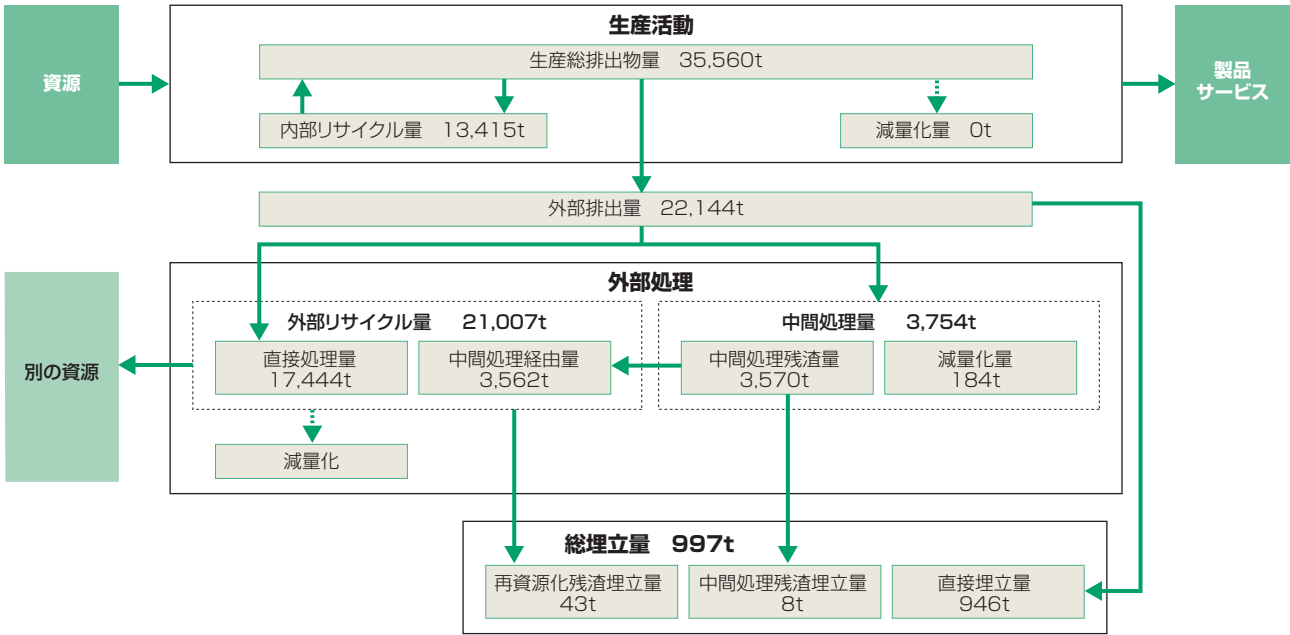 生産活動
資源
生産総排出物量 35,560t
製品
サービス
内部リサイクル量 13,415t
減量化量 0t
外部排出量 22,144t
外部処理
外部リサイクル量 21,007t
中間処理量 3,754t
別の資源
直接処理量
17,444t
中間処理経由量
3,562t
中間処理残渣量
3,570t
減量化量
184t
減量化
総埋立量 997t
再資源化残渣埋立量
43t
中間処理残渣埋立量
8t
直接埋立量
946t